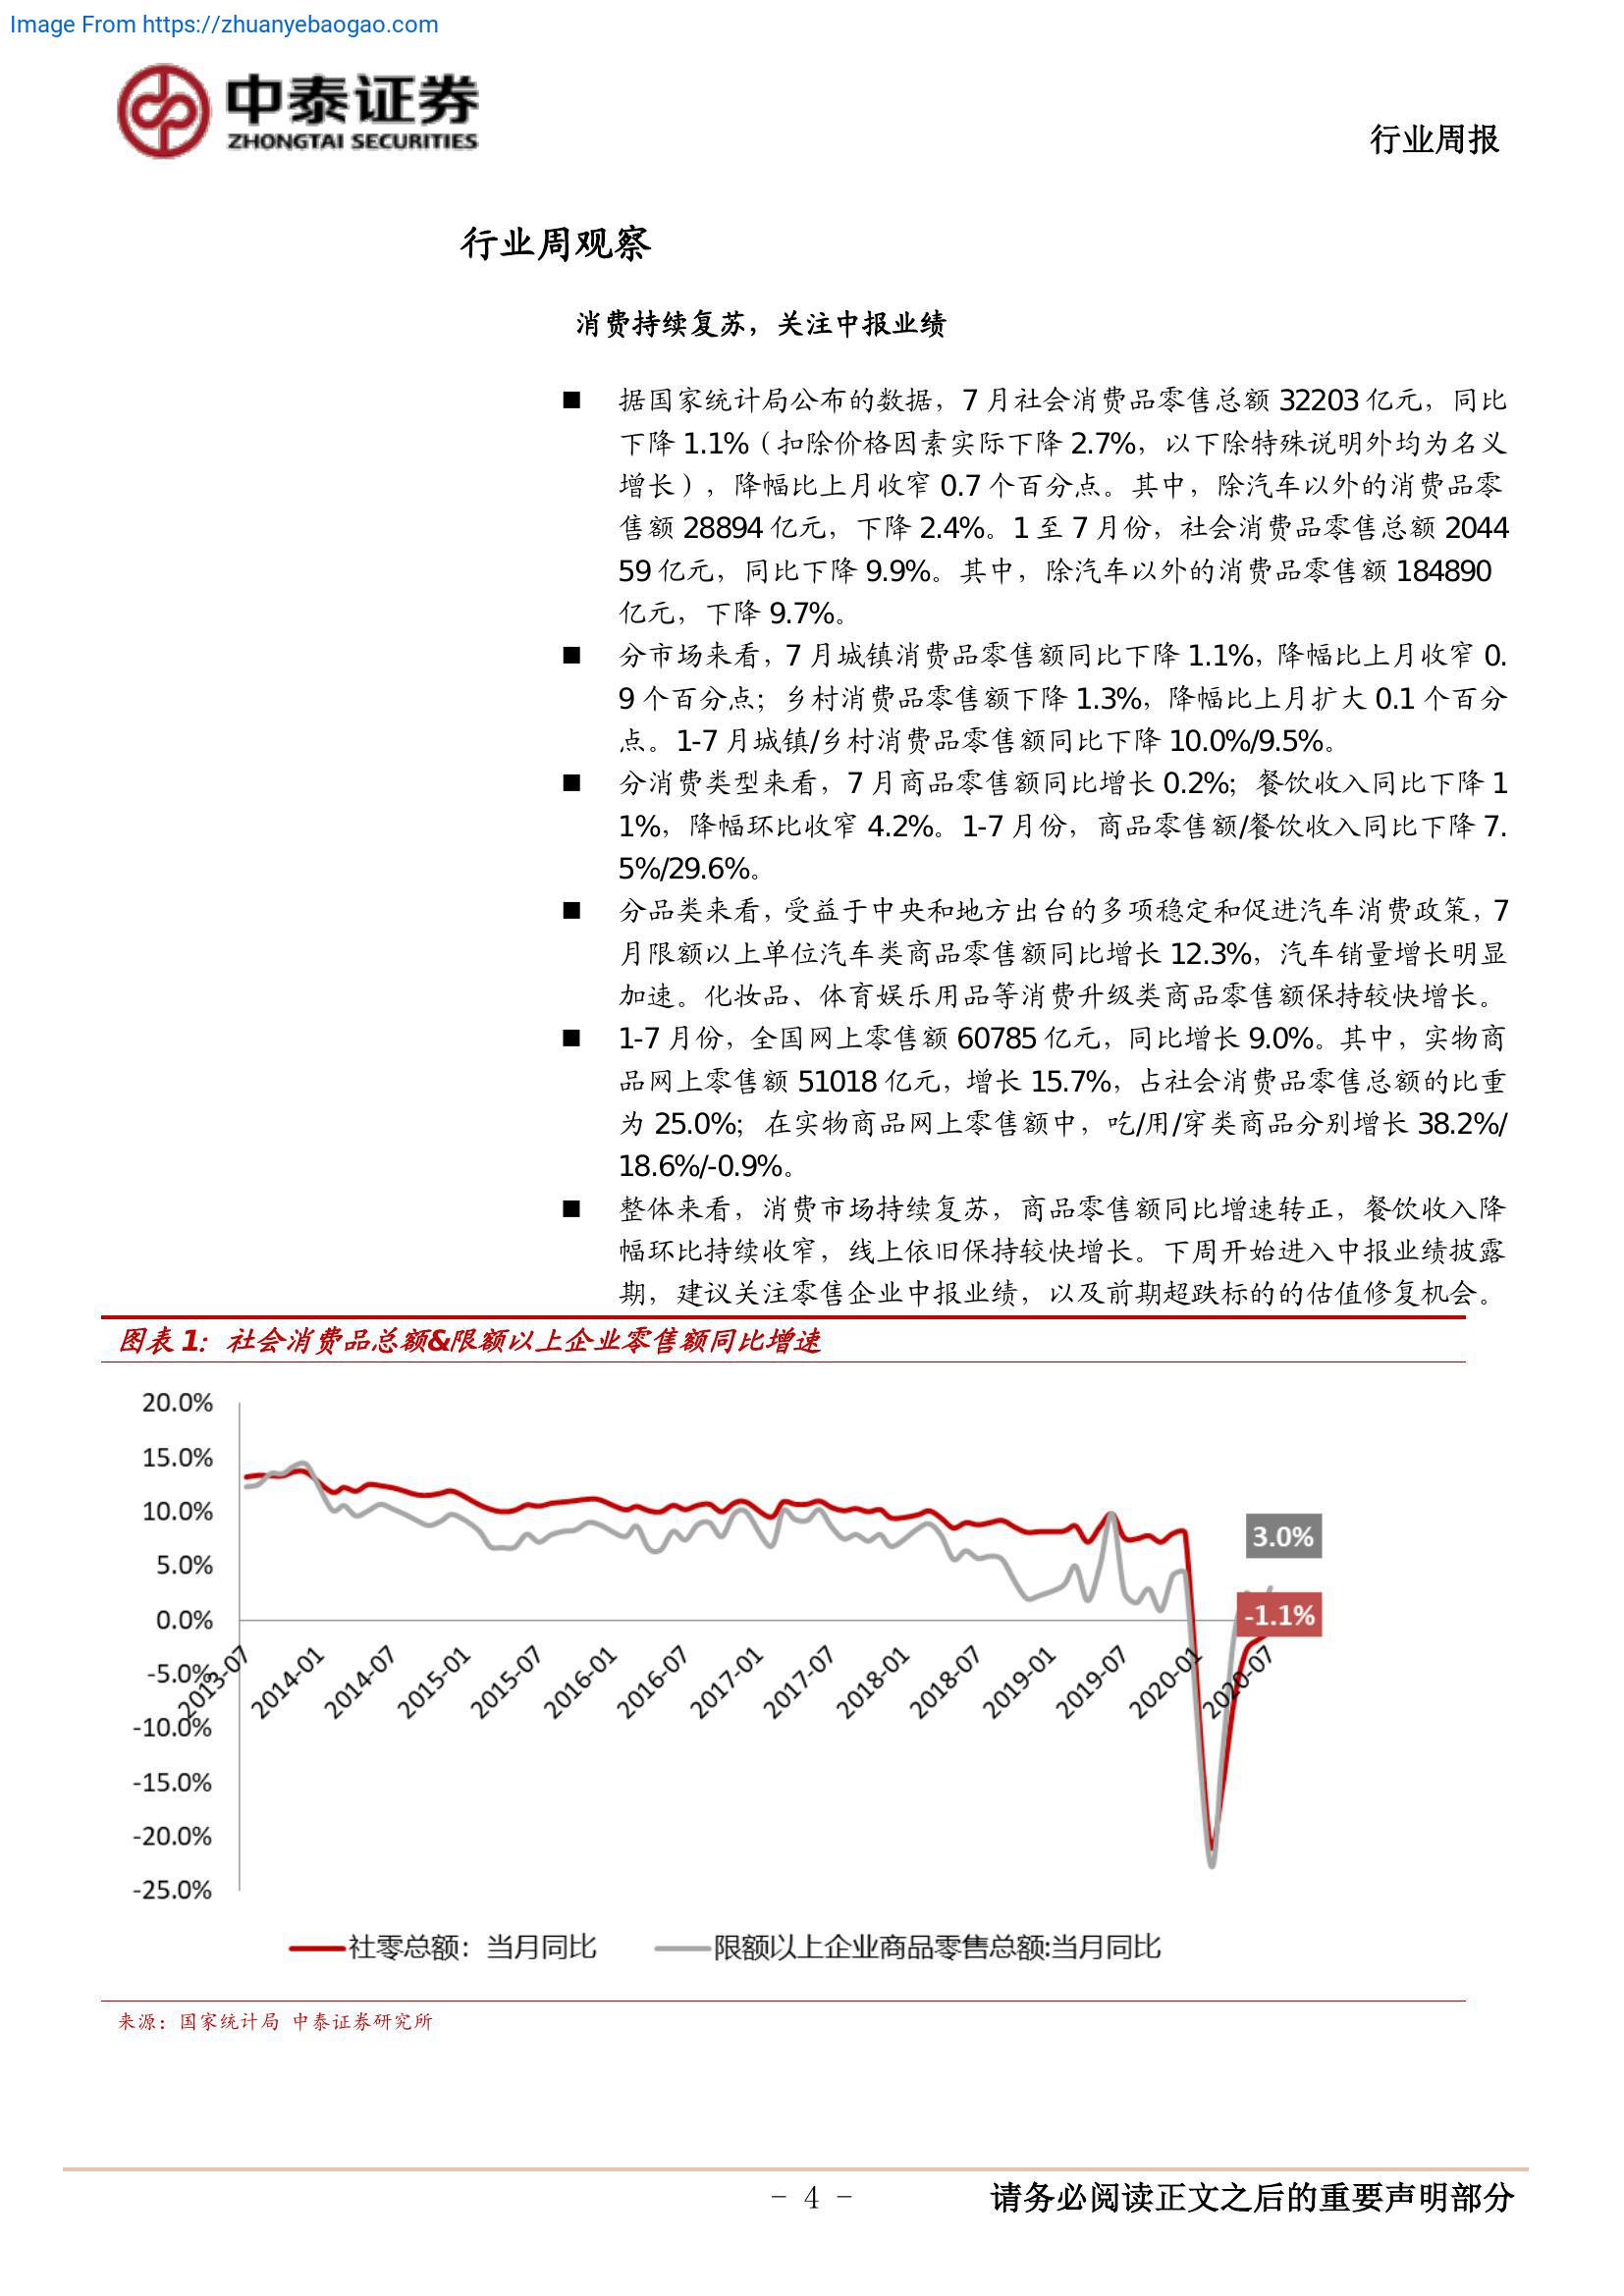 Image From https://zhuanyebaogao.com
中泰证券
ZHONGTAI SECURITIES
行业周报
行业周观察
消费持续复苏，关注中报业绩
■ 据国家统计局公布的数据，7 月社会消费品零售总额 32203 亿元，同比
下降 1.1%（扣除价格因素实际下降 2.7%，以下除特殊说明外均为名义
增长），降幅比上月收窄 0.7 个百分点。其中，除汽车以外的消费品零
售额 28894 亿元，下降 2.4%。1 至 7 月份，社会消费品零售总额 2044
59 亿元，同比下降 9.9%。其中，除汽车以外的消费品零售额 184890
亿元，下降 9.7%。
■ 分市场来看，7 月城镇消费品零售额同比下降 1.1%，降幅比上月收窄 0.
9 个百分点；乡村消费品零售额下降 1.3%，降幅比上月扩大 0.1 个百分
点。1-7 月城镇/乡村消费品零售额同比下降 10.0%/9.5%。
■ 分消费类型来看，7 月商品零售额同比增长 0.2%；餐饮收入同比下降 1
1%，降幅环比收窄 4.2%。1-7 月份，商品零售额/餐饮收入同比下降 7.
5%/29.6%。
■ 分品类来看，受益于中央和地方出台的多项稳定和促进汽车消费政策，7
月限额以上单位汽车类商品零售额同比增长 12.3%，汽车销量增长明显
加速。化妆品、体育娱乐用品等消费升级类商品零售额保持较快增长。
■ 1-7 月份，全国网上零售额 60785 亿元，同比增长 9.0%。其中，实物商
品网上零售额 51018 亿元，增长 15.7%，占社会消费品零售总额的比重
为 25.0%；在实物商品网上零售额中，吃/用/穿类商品分别增长 38.2%/
18.6%/-0.9%。
■ 整体来看，消费市场持续复苏，商品零售额同比增速转正，餐饮收入降
幅环比持续收窄，线上依旧保持较快增长。下周开始进入中报业绩披露
期，建议关注零售企业中报业绩，以及前期超跌标的的估值修复机会。
图表 1：社会消费品总额&限额以上企业零售额同比增速
20.0%
15.0%
10.0%
5.0%
0.0%
-5.0%
-10.0%
-15.0%
-20.0%
-25.0%
3.0%
-1.1%
2013-07
2014-01
2014-07
2015-01
2015-07
2016-01
2016-07
2017-01
2017-07
2018-01
2018-07
2019-01
2019-07
2020-01
2020-07
社零总额：当月同比
限额以上企业商品零售总额:当月同比
来源：国家统计局 中泰证券研究所
- 4 -
请务必阅读正文之后的重要声明部分